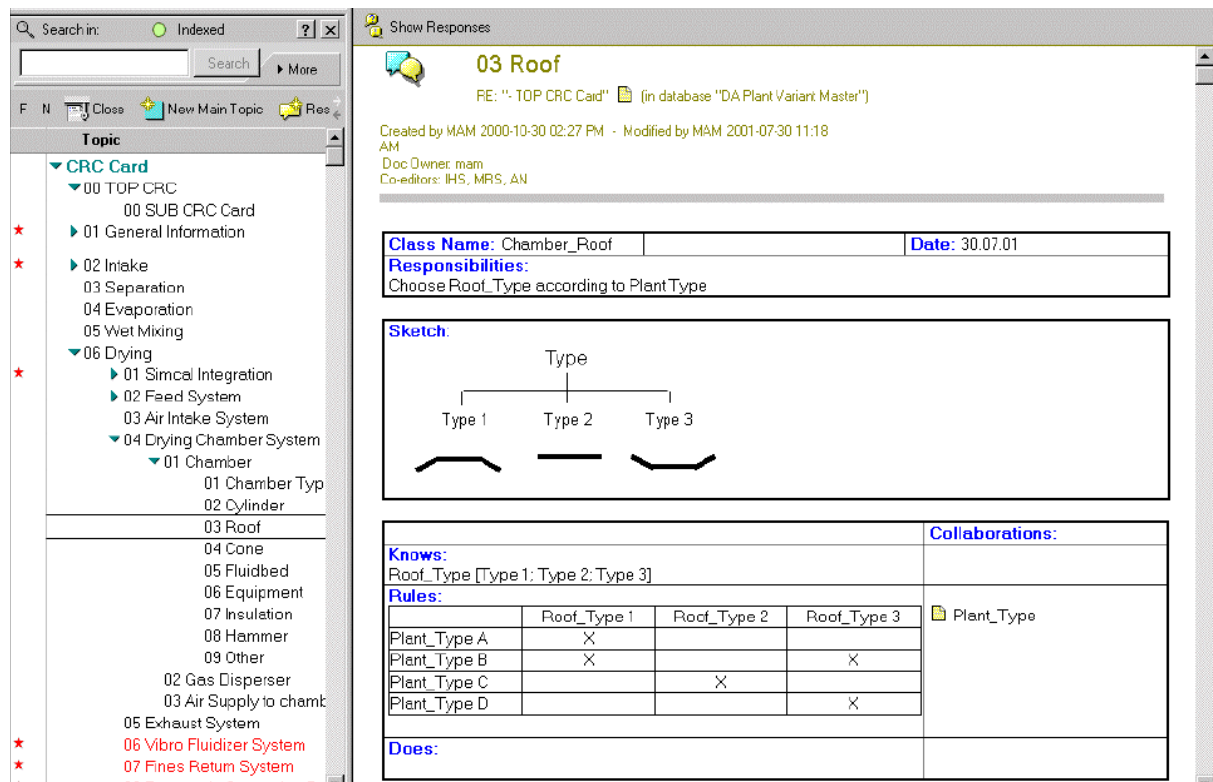 Search in: Indexed ? x
Search More
F N Close New Main Topic Res
Topic
CRC Card
00 TOP CRC
00 SUB CRC Card
01 General Information
02 Intake
03 Separation
04 Evaporation
05 Wet Mixing
06 Drying
01 Simcal Integration
02 Feed System
03 Air Intake System
04 Drying Chamber System
01 Chamber
01 Chamber Typ
02 Cylinder
03 Roof
04 Cone
05 Fluidbed
06 Equipment
07 Insulation
08 Hammer
09 Other
02 Gas Disperser
03 Air Supply to chamb
05 Exhaust System
06 Vibro Fluidizer System
07 Fines Return System
Show Responses
03 Roof
RE: "- TOP CRC Card" (in database "DA Plant Variant Master")
Created by MAM 2000-10-30 02:27 PM - Modified by MAM 2001-07-30 11:18
AM
Doc Owner: mam
Co-editors: IHS, MRS, AN
Class Name: Chamber_Roof Date: 30.07.01
Responsibilities:
Choose Roof_Type according to Plant Type
Sketch:
Type
Type 1 Type 2 Type 3
Collaborations:
Knows:
Roof_Type [Type 1; Type 2; Type 3]
Rules:
Roof_Type 1 Roof_Type 2 Roof_Type 3 Plant_Type
Plant_Type A X
Plant_Type B X X
Plant_Type C X
Plant_Type D X
Does: